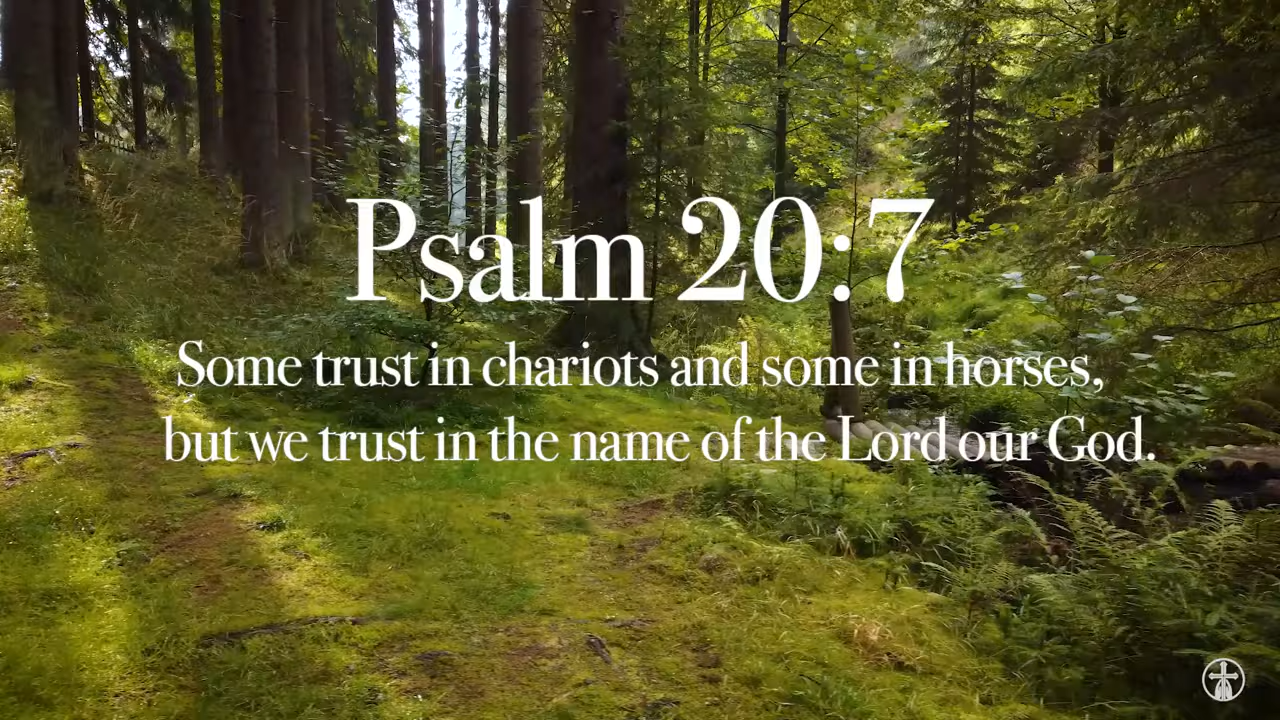 Psalm 20:7
Some trust in chariots and some in horses,
but we trust in the name of the Lord our God.